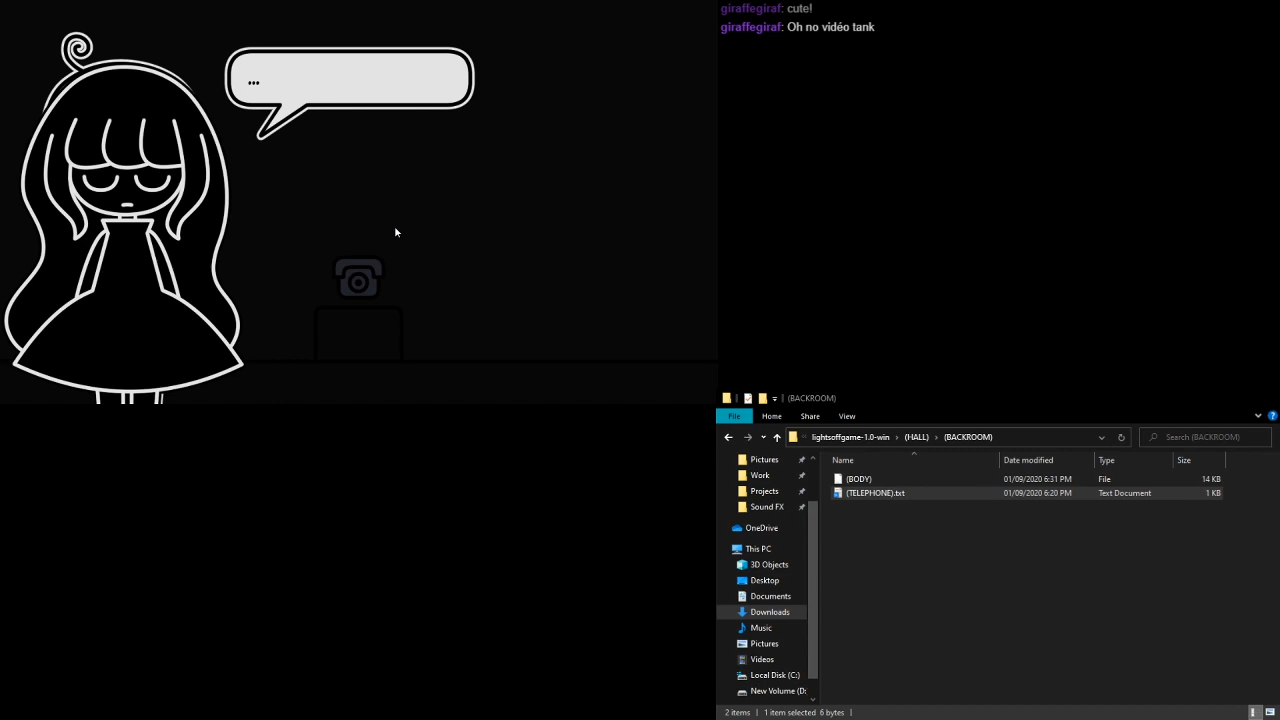 ...
giraffegiraf: cute!
giraffegiraf: Oh no vidéo tank
(BACKROOM)
File Home Share View
lightsoffgame-1.0-win › (HALL) › (BACKROOM)
Search (BACKROOM)
Name Date modified Type Size
(BODY) 01/09/2020 6:31 PM File 14 KB
(TELEPHONE).txt 01/09/2020 6:20 PM Text Document 1 KB
Pictures
Work
Projects
Sound FX
OneDrive
This PC
3D Objects
Desktop
Documents
Downloads
Music
Pictures
Videos
Local Disk (C:)
New Volume (D:
2 items 1 item selected 6 bytes